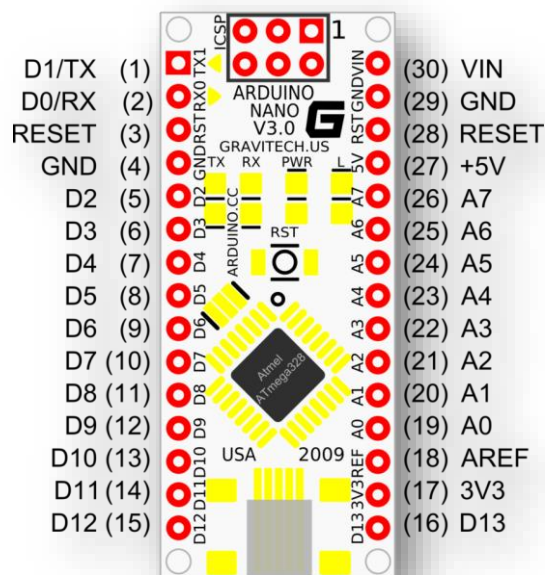 ICSP
1
D1/TX (1) TX1 VIN (30) VIN
D0/RX (2) RX0 ARDUINO GND (29) GND
RESET (3) RST NANO RST (28) RESET
V3.0 G
GRAVITECH.US
GND (4) GND 5V (27) +5V
TX RX PWR L
D2 (5) D2 A7 (26) A7
D3 (6) D3 A6 (25) A6
ARDUINO.CC
RST
D4 (7) D4 A5 (24) A5
D5 (8) D5 A4 (23) A4
D6 (9) D6 A3 (22) A3
D7 (10) D7 A2 (21) A2
Atmel
ATmega328
D8 (11) D8 A1 (20) A1
D9 (12) D9 A0 (19) A0
USA 2009
D10 (13) D10 REF (18) AREF
D11 (14) D11 3V3 (17) 3V3
D12 (15) D12 D13 (16) D13